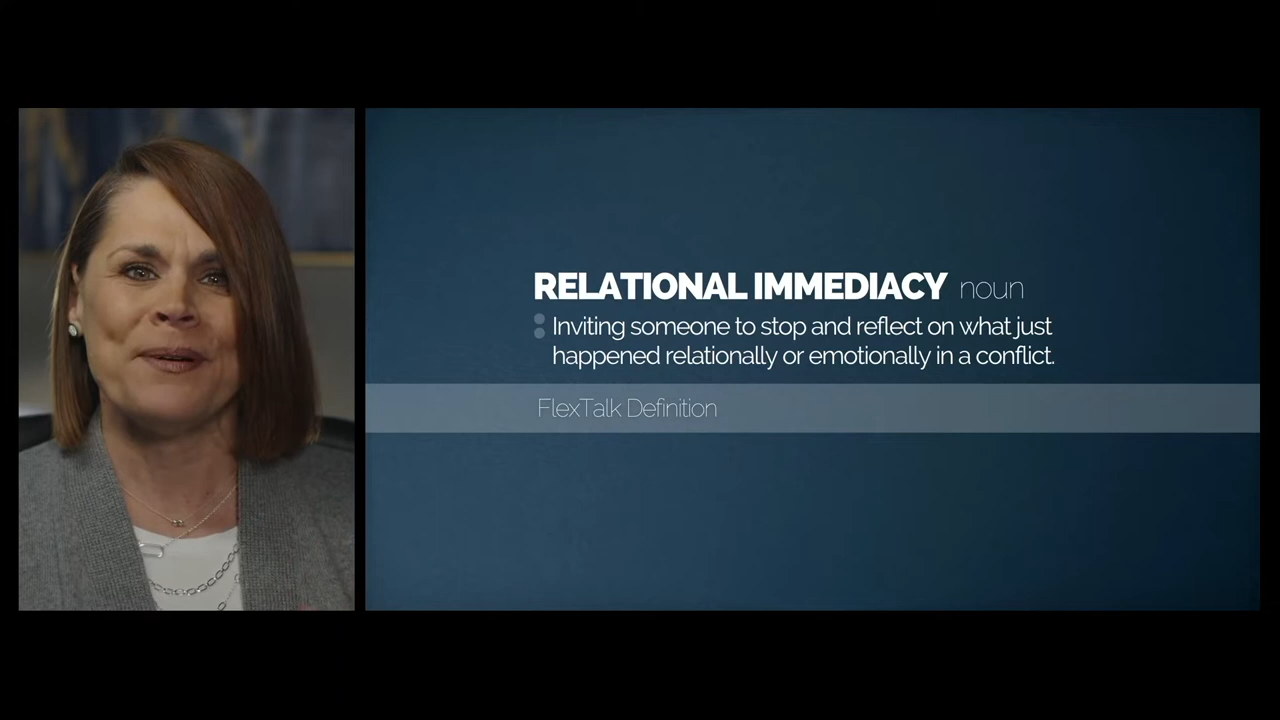 RELATIONAL IMMEDIACY noun
Inviting someone to stop and reflect on what just
happened relationally or emotionally in a conflict.
FlexTalk Definition